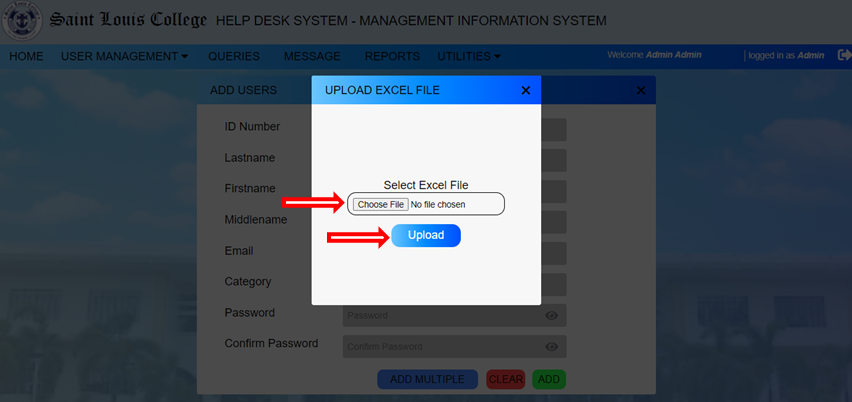 Saint Louis College HELP DESK SYSTEM - MANAGEMENT INFORMATION SYSTEM
HOME USER MANAGEMENT QUERIES MESSAGE REPORTS UTILITIES Welcome Admin Admin logged in as Admin
ADD USERS
UPLOAD EXCEL FILE
ID Number
Lastname
Firstname
Middlename
Email
Category
Password
Confirm Password
Select Excel File
Choose File No file chosen
Upload
Password
Confirm Password
ADD MULTIPLE CLEAR ADD